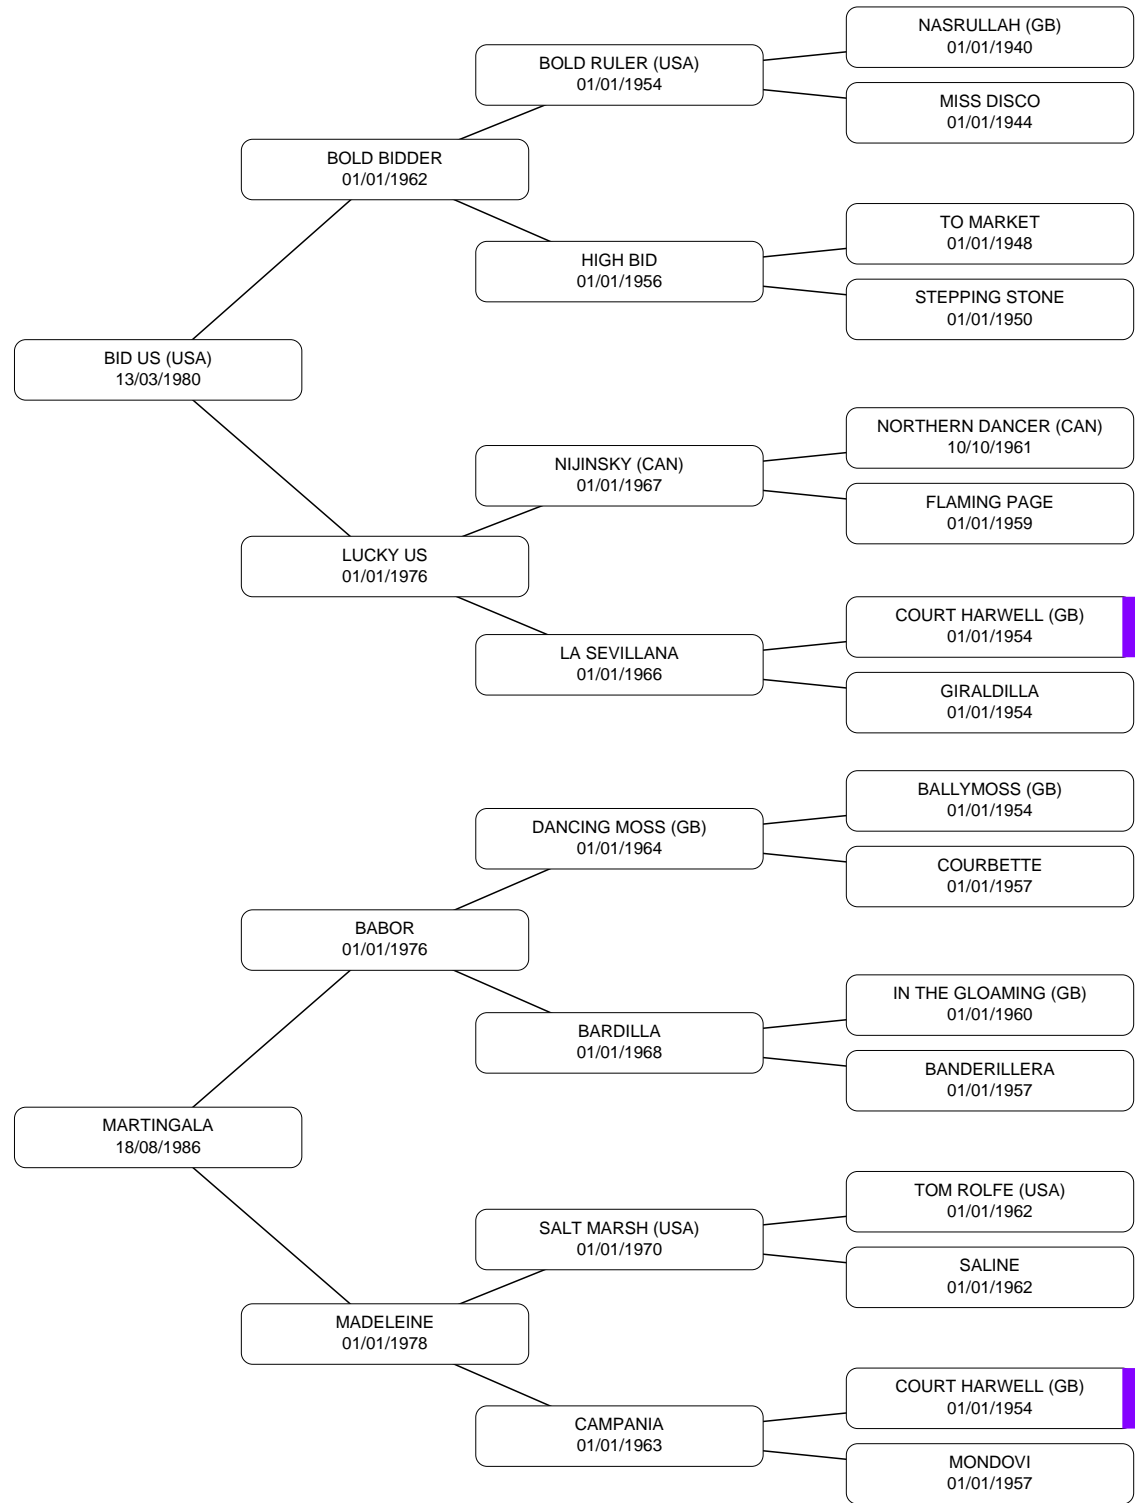 NASRULLAH (GB)
01/01/1940
BOLD RULER (USA)
01/01/1954
MISS DISCO
01/01/1944
BOLD BIDDER
01/01/1962
TO MARKET
01/01/1948
HIGH BID
01/01/1956
STEPPING STONE
01/01/1950
BID US (USA)
13/03/1980
NORTHERN DANCER (CAN)
10/10/1961
NIJINSKY (CAN)
01/01/1967
FLAMING PAGE
01/01/1959
LUCKY US
01/01/1976
COURT HARWELL (GB)
01/01/1954
LA SEVILLANA
01/01/1966
GIRALDILLA
01/01/1954
BALLYMOSS (GB)
01/01/1954
DANCING MOSS (GB)
01/01/1964
COURBETTE
01/01/1957
BABOR
01/01/1976
IN THE GLOAMING (GB)
01/01/1960
BARDILLA
01/01/1968
BANDERILLERA
01/01/1957
MARTINGALA
18/08/1986
TOM ROLFE (USA)
01/01/1962
SALT MARSH (USA)
01/01/1970
SALINE
01/01/1962
MADELEINE
01/01/1978
COURT HARWELL (GB)
01/01/1954
CAMPANIA
01/01/1963
MONDOVI
01/01/1957